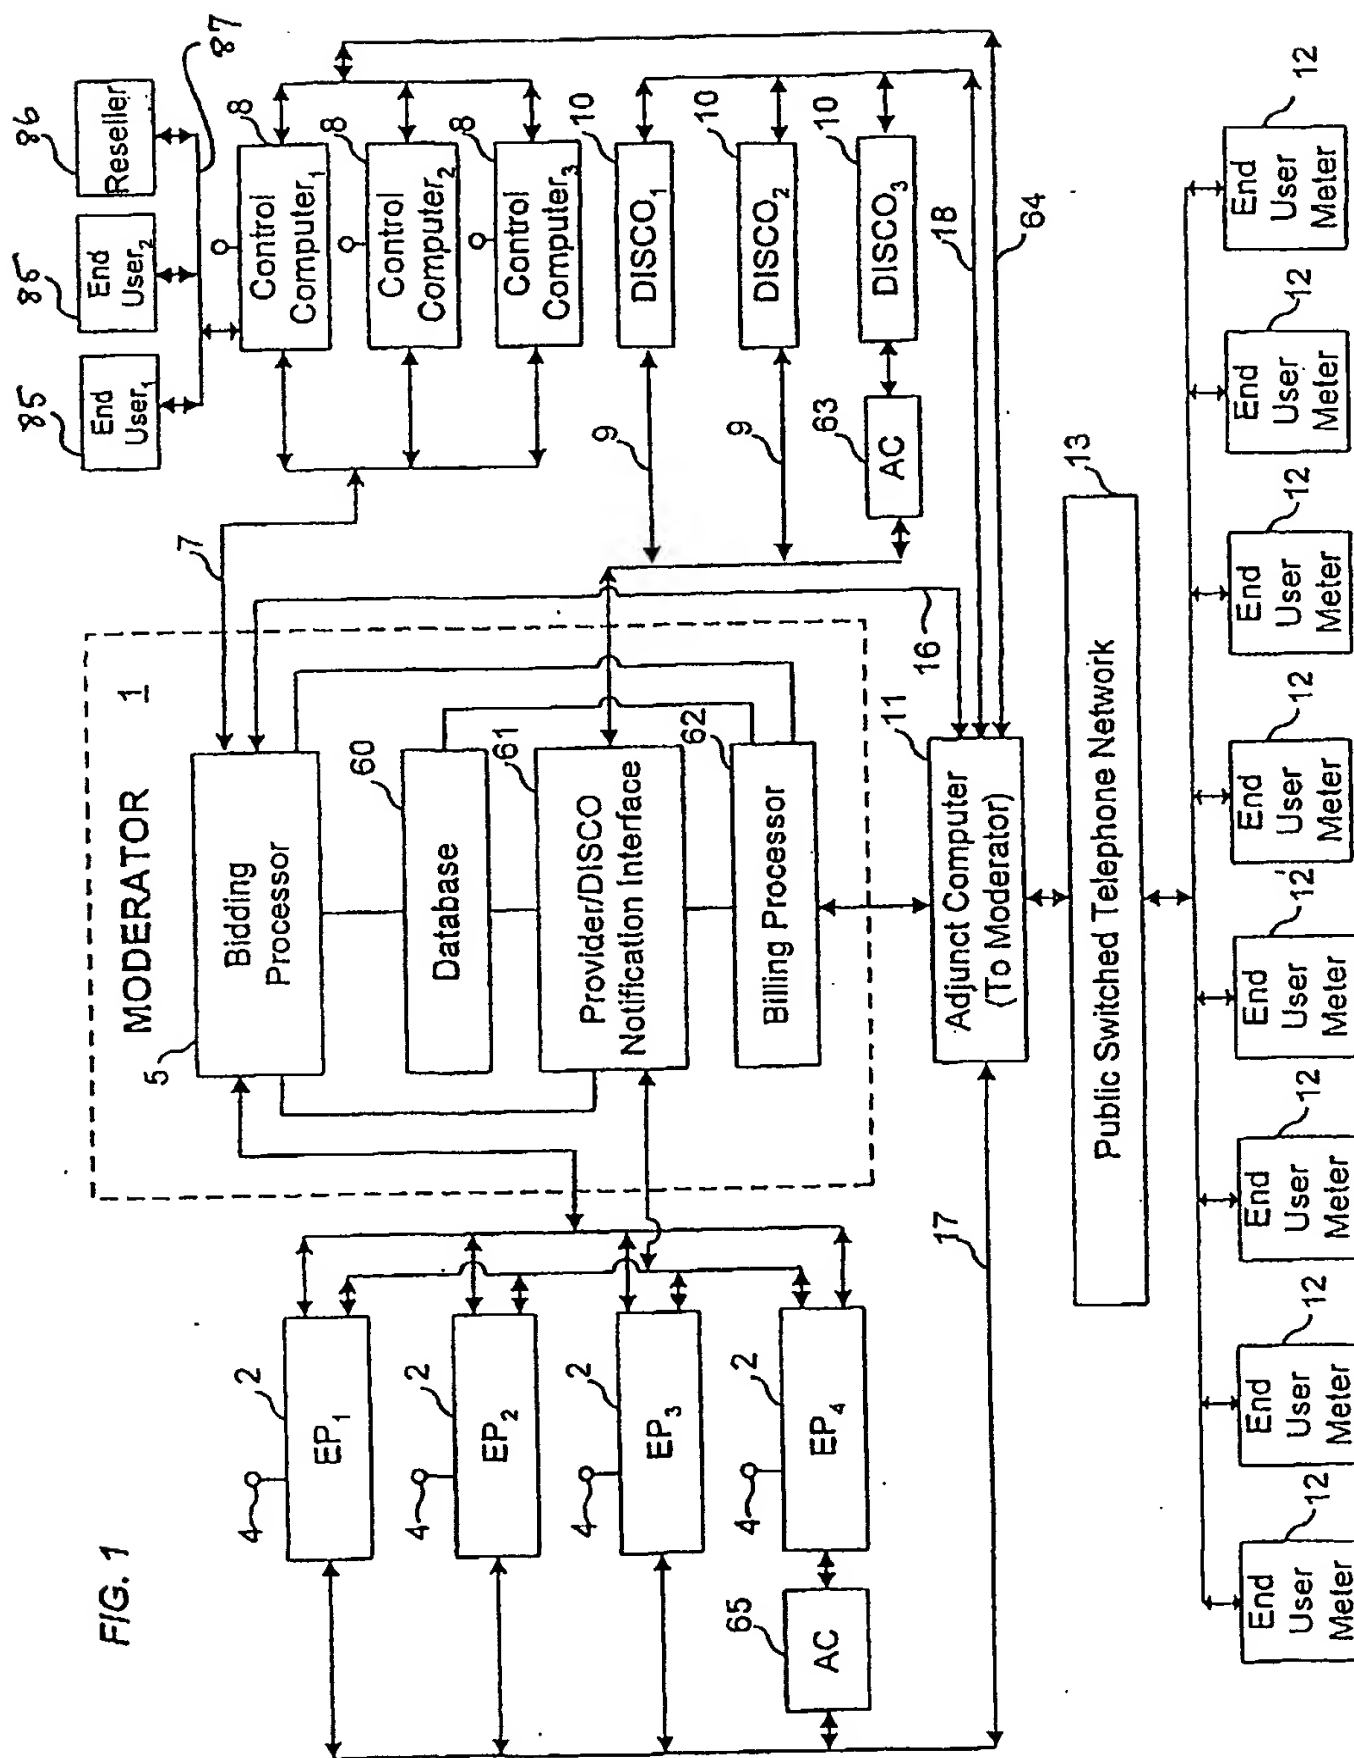 FIG. 1
MODERATOR 1
5
Bidding
Processor
60
Database
61
Provider/DISCO
Notification Interface
62
Billing Processor
4
2
EP1
4
2
EP2
4
2
EP3
4
2
EP4
65
AC
17
7
16
85
End
User1
85
End
User2
86
Reseller
87
8
Control
Computer1
8
Control
Computer2
8
Control
Computer3
9
10
DISCO1
9
10
DISCO2
63
AC
10
DISCO3
18
64
11
Adjunct Computer
(To Moderator)
13
Public Switched Telephone Network
12
End
User
Meter
12
End
User
Meter
12
End
User
Meter
12
End
User
Meter
12
End
User
Meter
12
End
User
Meter
12
End
User
Meter
12
End
User
Meter